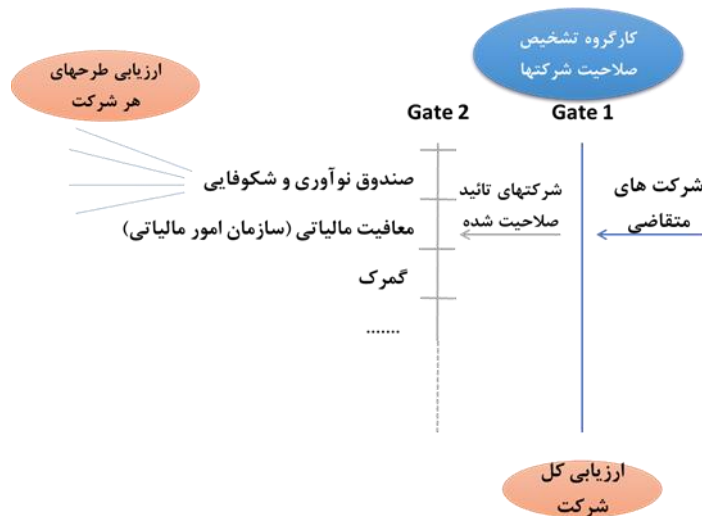 کارگروه تشخیص
صلاحیت شرکتها
ارزیابی طرحهای
هر شرکت
Gate 1
Gate 2
شرکت های
متقاضی
شرکتهای تائید
صلاحیت شده
صندوق نوآوری و شکوفایی
معافیت مالیاتی (سازمان امور مالیاتی)
گمرک
.......
ارزیابی کل
شرکت